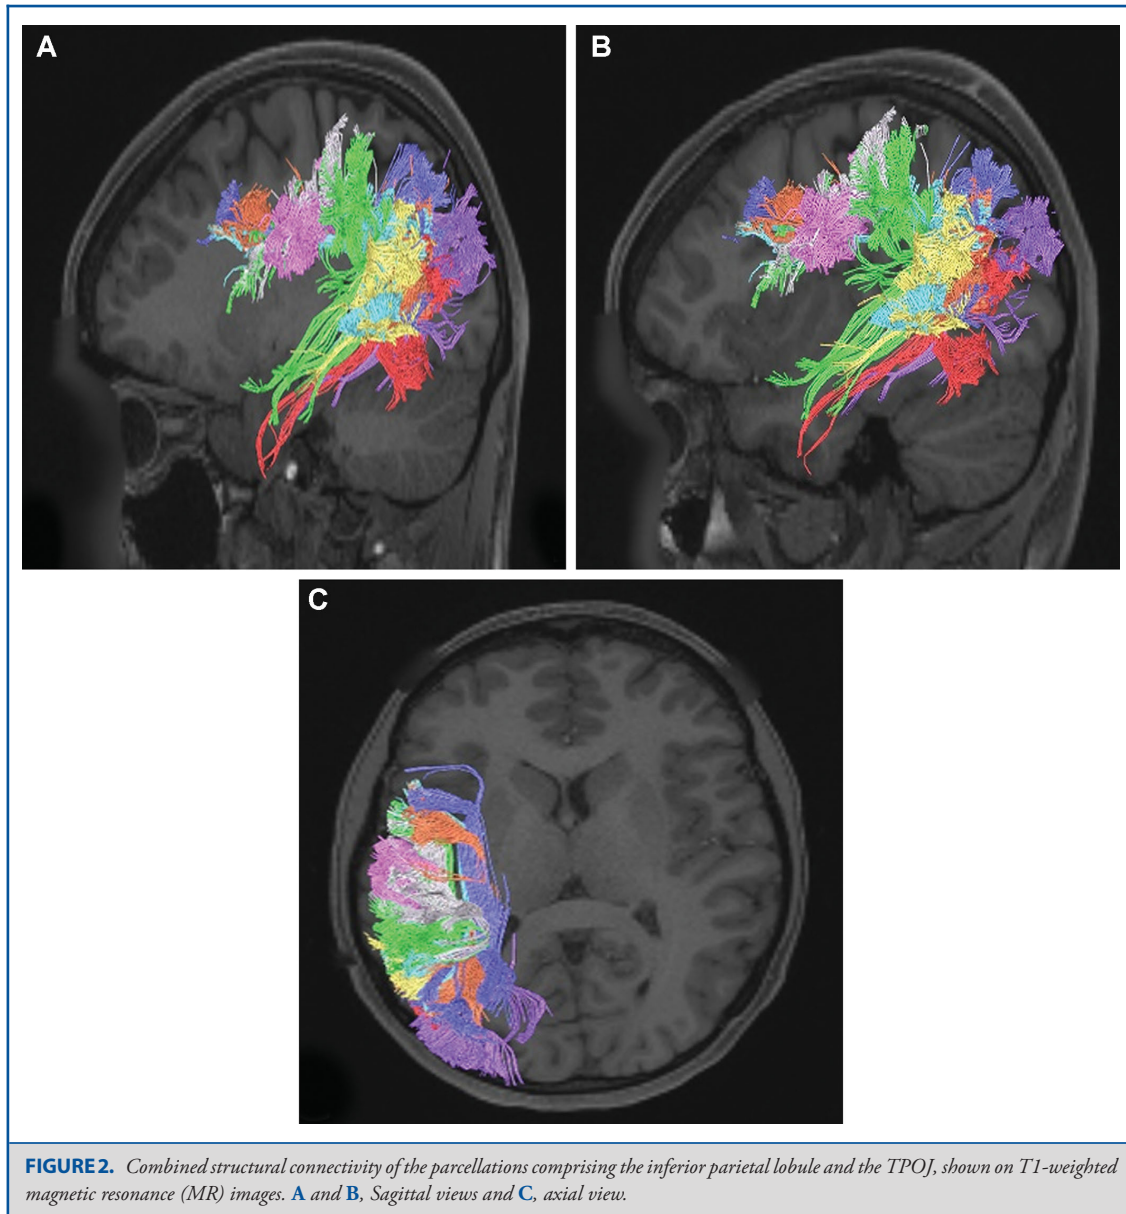 A
B
C
FIGURE 2. Combined structural connectivity of the parcellations comprising the inferior parietal lobule and the TPOJ, shown on T1-weighted
magnetic resonance (MR) images. A and B, Sagittal views and C, axial view.